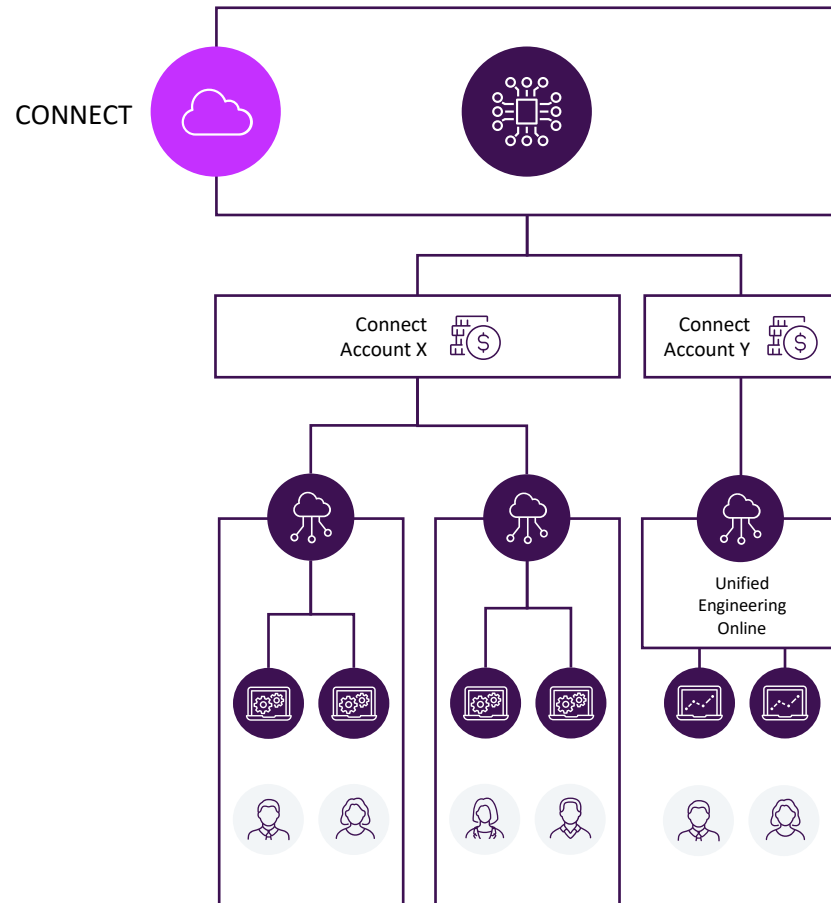 CONNECT
Connect
Account X
$
Connect
Account Y
$
Unified
Engineering
Online